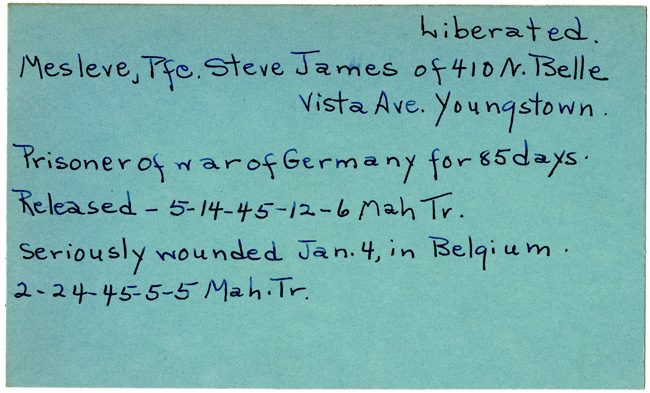 Liberated.
Mesleve, Pfc. Steve James of 410 N. Belle
Vista Ave. Youngstown.
Prisoner of war of Germany for 85 days.
Released - 5-14-45-12-6 Mah Tr.
Seriously wounded Jan. 4, in Belgium.
2-24-45-5-5 Mah. Tr.